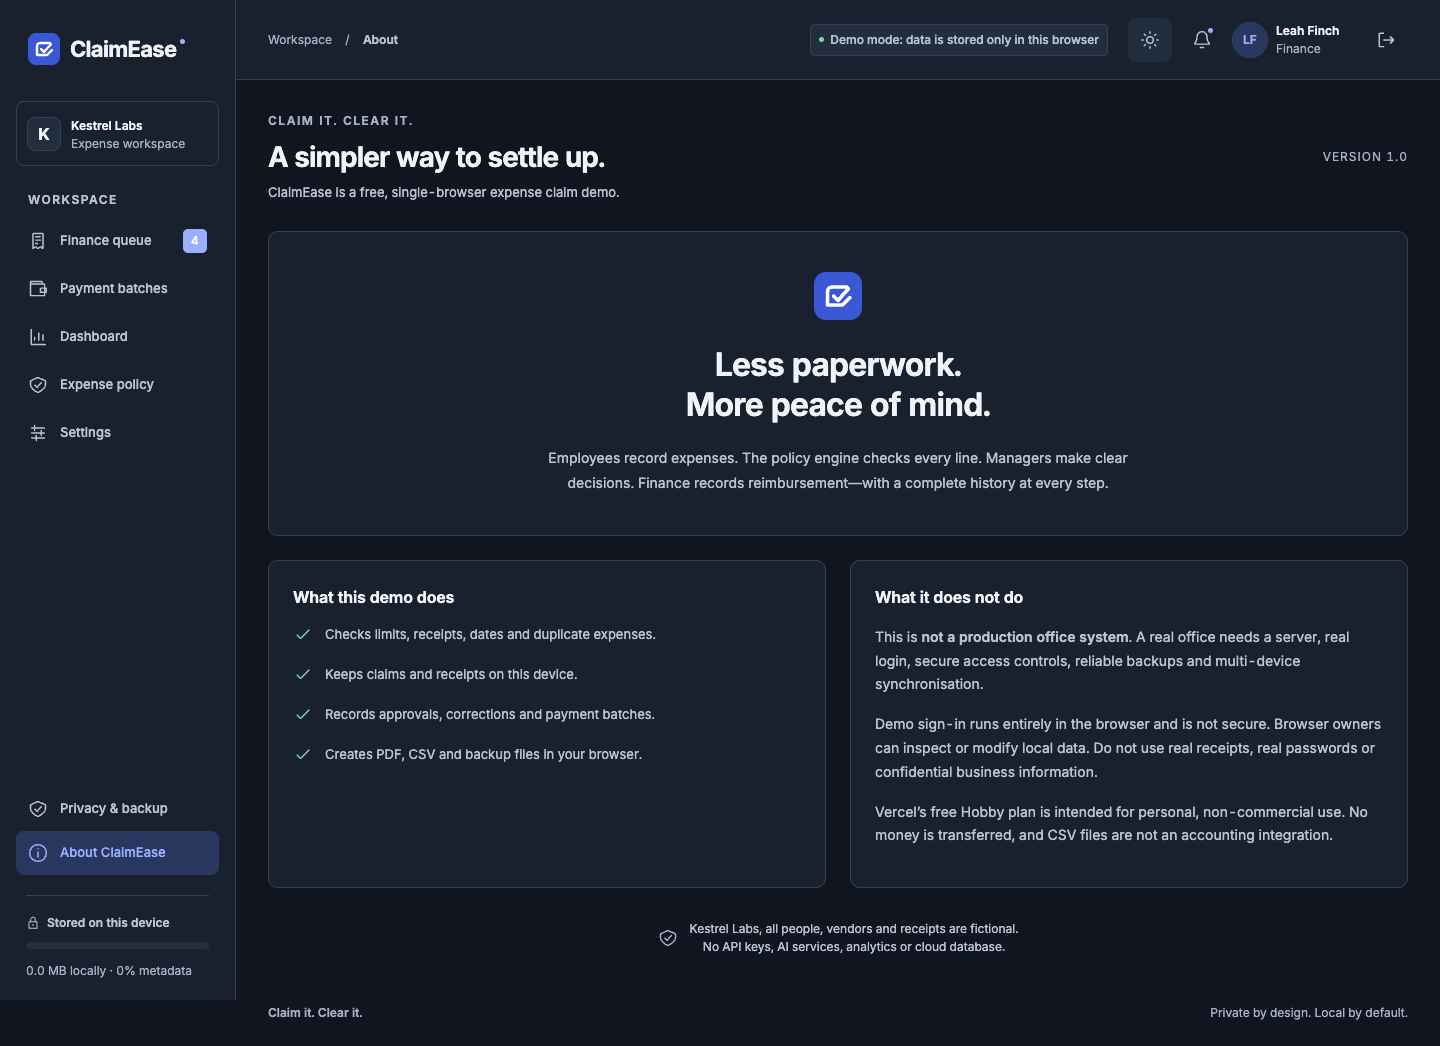 ClaimEase
K
Kestrel Labs
Expense workspace
WORKSPACE
Finance queue 4
Payment batches
Dashboard
Expense policy
Settings
Privacy & backup
About ClaimEase
Stored on this device
0.0 MB locally · 0% metadata
Workspace / About
Demo mode: data is stored only in this browser
LF
Leah Finch
Finance
CLAIM IT. CLEAR IT.
A simpler way to settle up.
VERSION 1.0
ClaimEase is a free, single-browser expense claim demo.
Less paperwork.
More peace of mind.
Employees record expenses. The policy engine checks every line. Managers make clear
decisions. Finance records reimbursement—with a complete history at every step.
What this demo does
Checks limits, receipts, dates and duplicate expenses.
Keeps claims and receipts on this device.
Records approvals, corrections and payment batches.
Creates PDF, CSV and backup files in your browser.
What it does not do
This is not a production office system. A real office needs a server, real
login, secure access controls, reliable backups and multi-device
synchronisation.
Demo sign-in runs entirely in the browser and is not secure. Browser owners
can inspect or modify local data. Do not use real receipts, real passwords or
confidential business information.
Vercel’s free Hobby plan is intended for personal, non-commercial use. No
money is transferred, and CSV files are not an accounting integration.
Kestrel Labs, all people, vendors and receipts are fictional.
No API keys, AI services, analytics or cloud database.
Claim it. Clear it.
Private by design. Local by default.